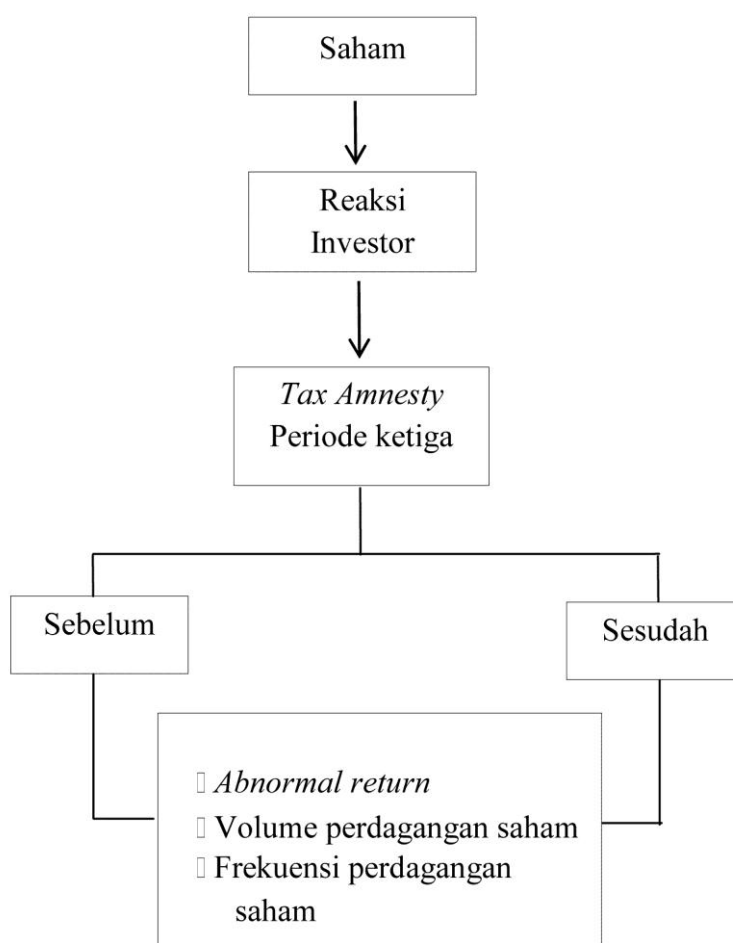 Saham
Reaksi
Investor
Tax Amnesty
Periode ketiga
Sebelum
Sesudah
Abnormal return
Volume perdagangan saham
Frekuensi perdagangan
saham